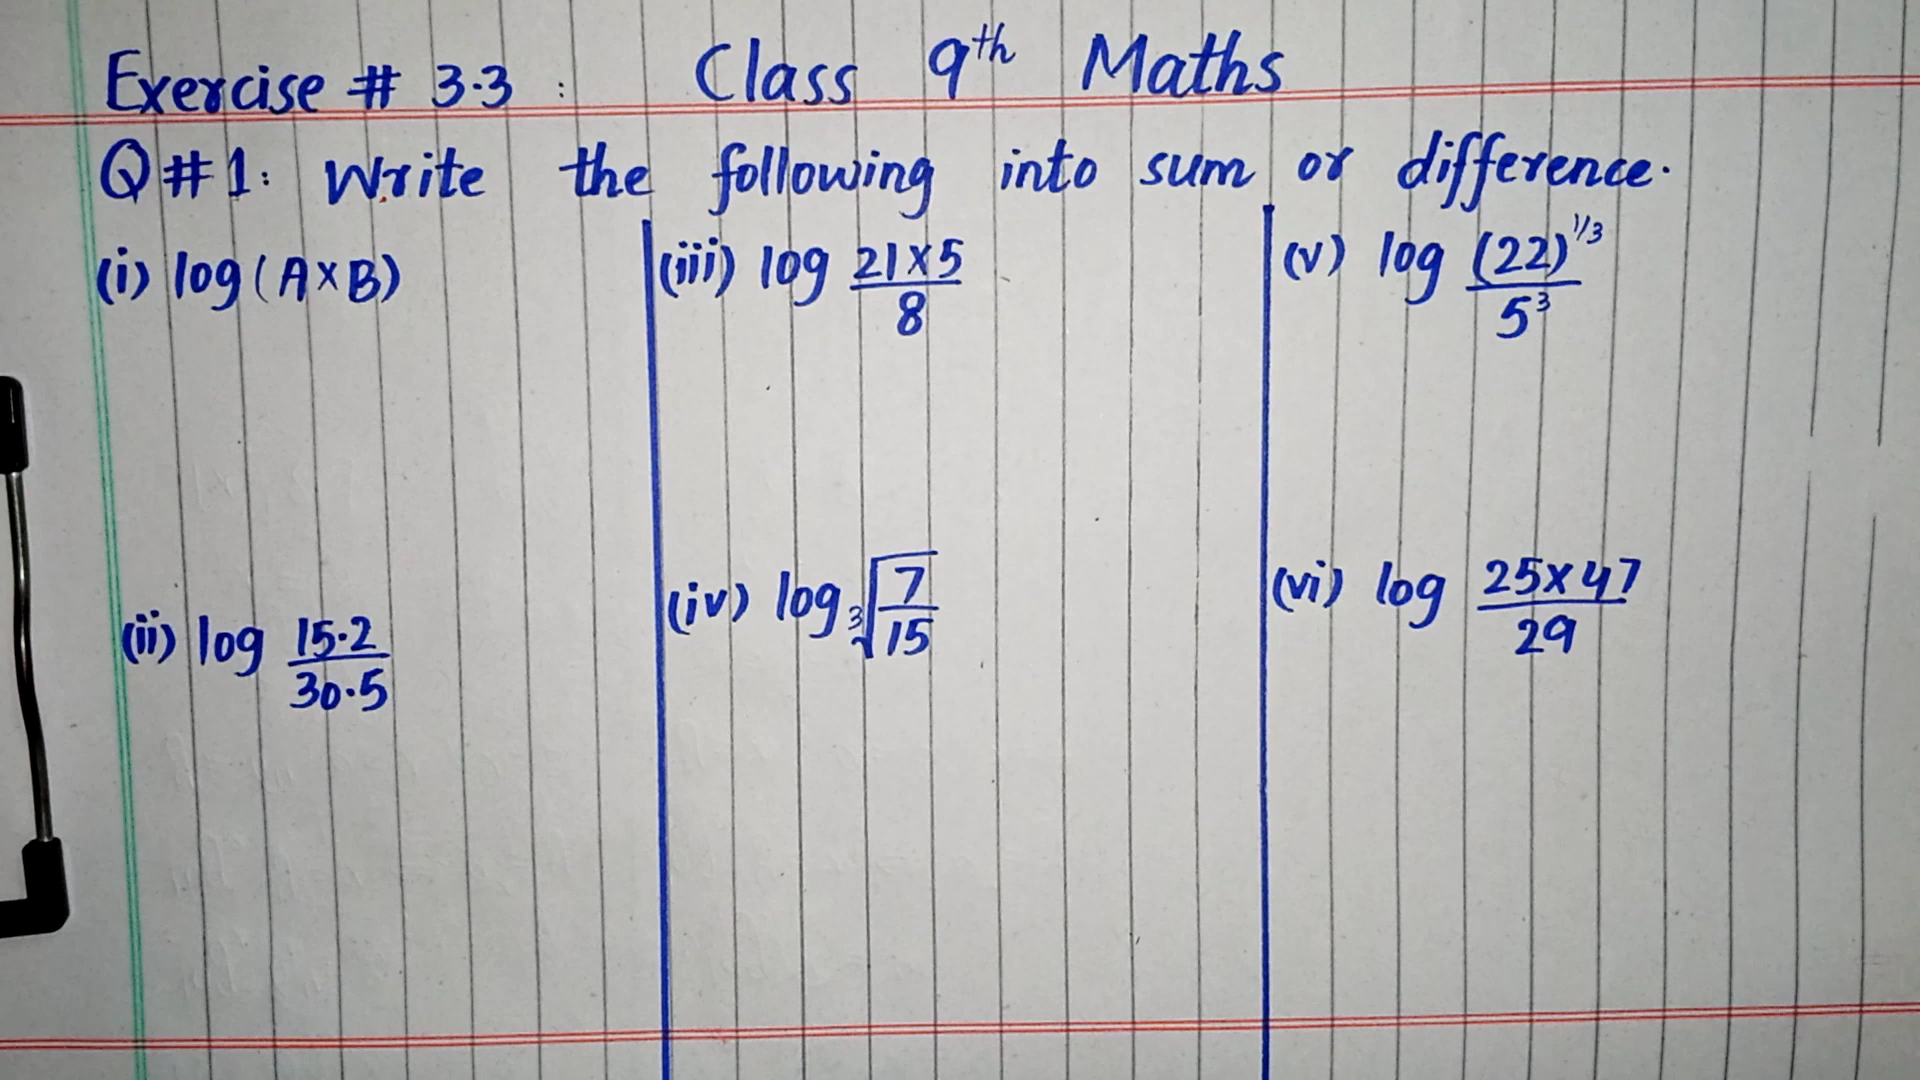 Exercise # 3.3 : Class 9th Maths
Q#1: Write the following into sum or difference.
(i) log(A×B)
(ii) log 15.2/30.5
(iii) log 21×5/8
(iv) log ∛(7/15)
(v) log (22)^1/3/5³
(vi) log 25×47/29